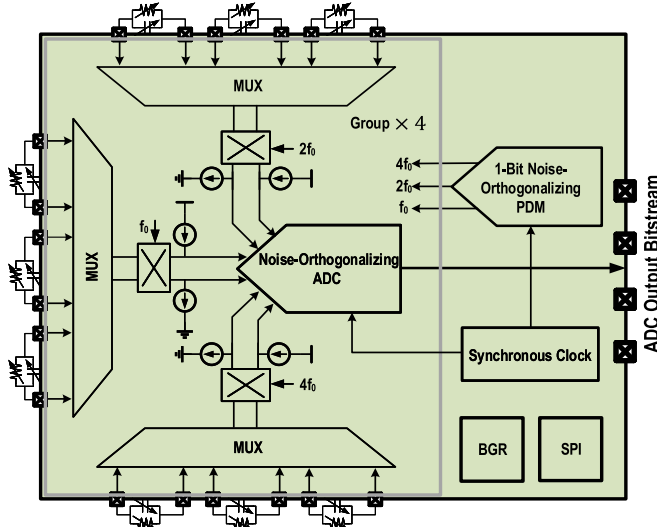 MUX
Group × 4
2f₀
4f₀
2f₀
f₀
1-Bit Noise-
Orthogonalizing
PDM
f₀
MUX
Noise-Orthogonalizing
ADC
ADC Output Bitstream
Synchronous Clock
4f₀
MUX
BGR
SPI